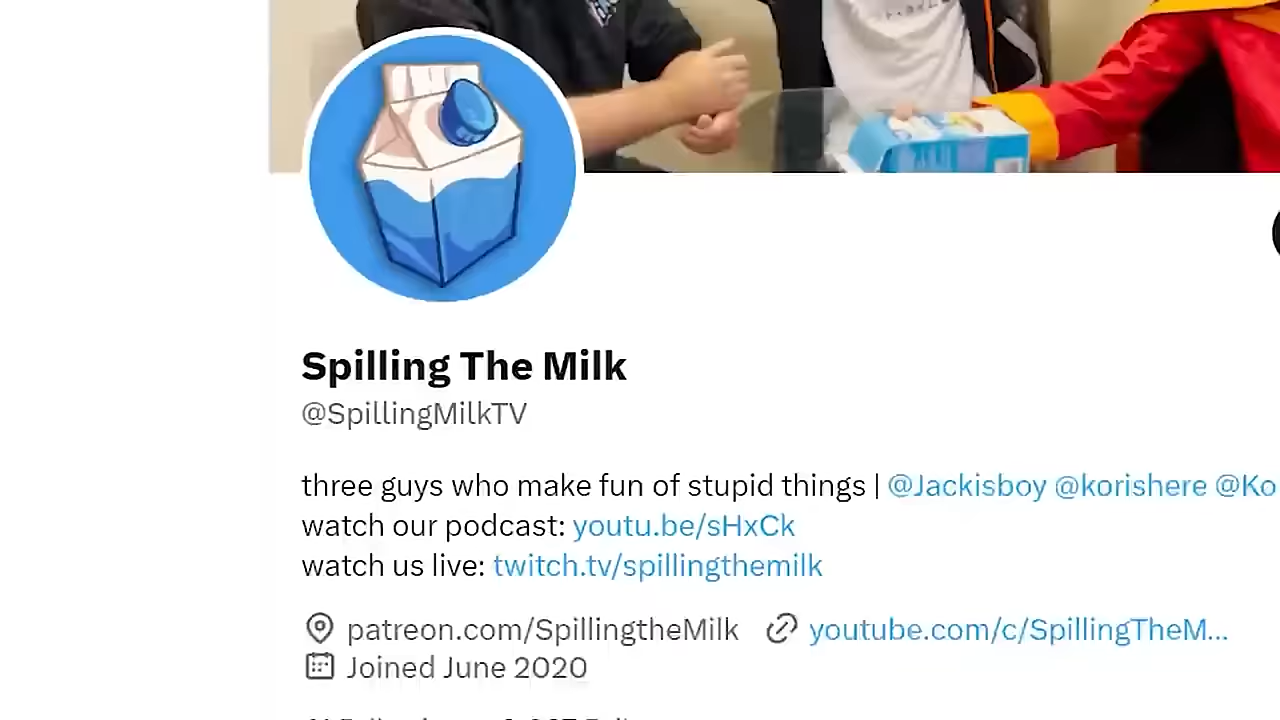 Spilling The Milk
@SpillingMilkTV
three guys who make fun of stupid things | @Jackisboy @korishere @Ko
watch our podcast: youtu.be/sHxCk
watch us live: twitch.tv/spillingthemilk
patreon.com/SpillingtheMilk youtube.com/c/SpillingTheM...
Joined June 2020